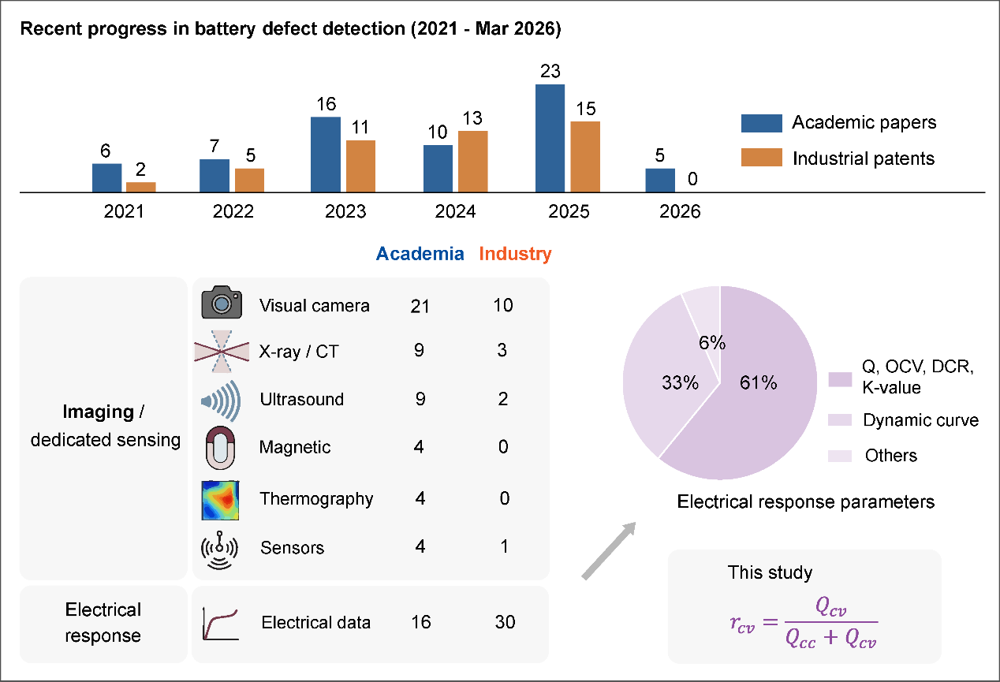 Recent progress in battery defect detection (2021 - Mar 2026)
6
2
7
5
16
11
10
13
23
15
5
0
2021
2022
2023
2024
2025
2026
Academic papers
Industrial patents
Academia Industry
Imaging /
dedicated sensing
Visual camera 21 10
X-ray / CT 9 3
Ultrasound 9 2
Magnetic 4 0
Thermography 4 0
Sensors 4 1
Electrical
response
Electrical data 16 30
6%
33%
61%
Q, OCV, DCR,
K-value
Dynamic curve
Others
Electrical response parameters
This study
r_cv = Q_cv / (Q_cc + Q_cv)